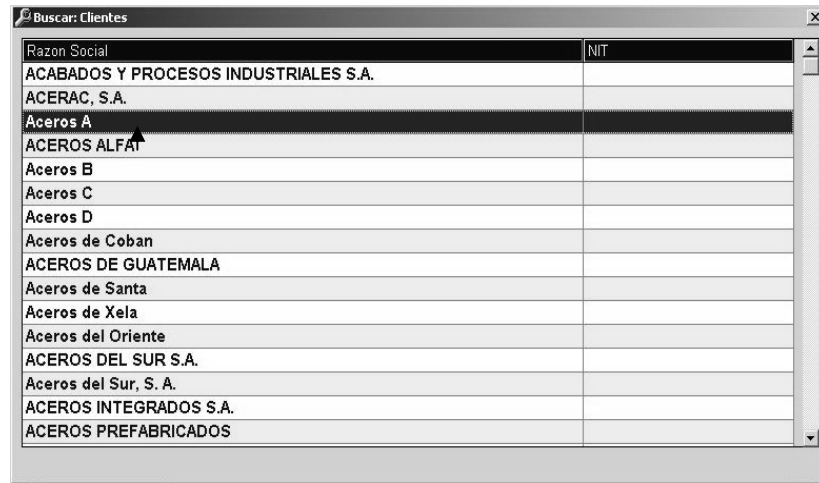 Buscar: Clientes
Razon Social NIT
ACABADOS Y PROCESOS INDUSTRIALES S.A.
ACERAC, S.A.
Aceros A
ACEROS
Aceros B
Aceros C
Aceros D
Aceros de Coban
ACEROS DE GUATEMALA
Aceros de Santa
Aceros de Xela
Aceros del Oriente
ACEROS DEL SUR S.A.
Aceros del Sur, S. A.
ACEROS INTEGRADOS S.A.
ACEROS PREFABRICADOS